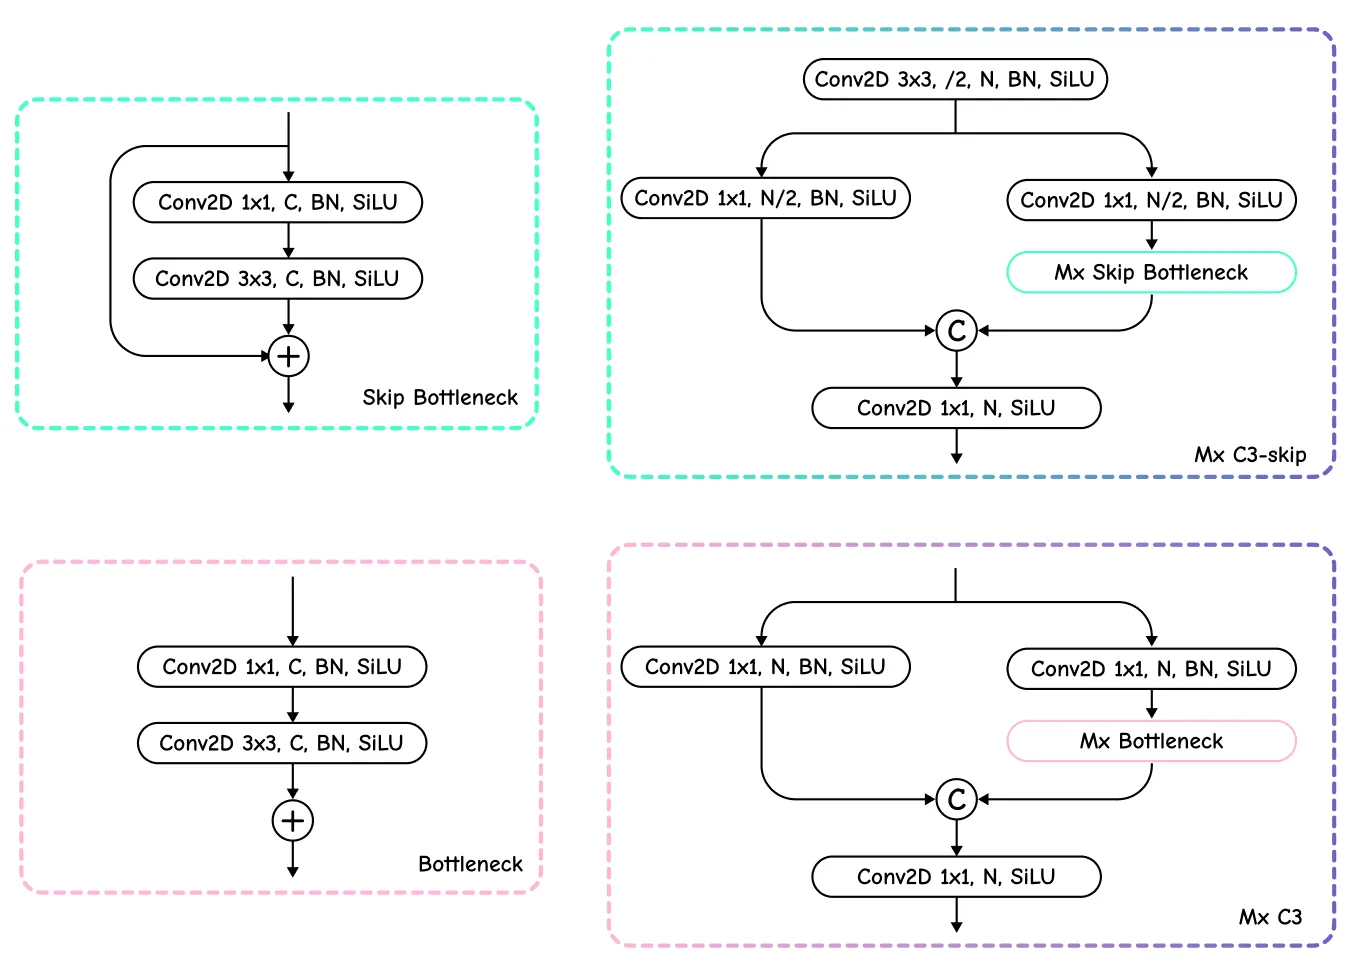 Conv2D 1x1, C, BN, SiLU
Conv2D 3x3, C, BN, SiLU
+
Skip Bottleneck
Conv2D 3x3, /2, N, BN, SiLU
Conv2D 1x1, N/2, BN, SiLU
Conv2D 1x1, N/2, BN, SiLU
Mx Skip Bottleneck
C
Conv2D 1x1, N, SiLU
Mx C3-skip
Conv2D 1x1, C, BN, SiLU
Conv2D 3x3, C, BN, SiLU
+
Bottleneck
Conv2D 1x1, N, BN, SiLU
Conv2D 1x1, N, BN, SiLU
Mx Bottleneck
C
Conv2D 1x1, N, SiLU
Mx C3